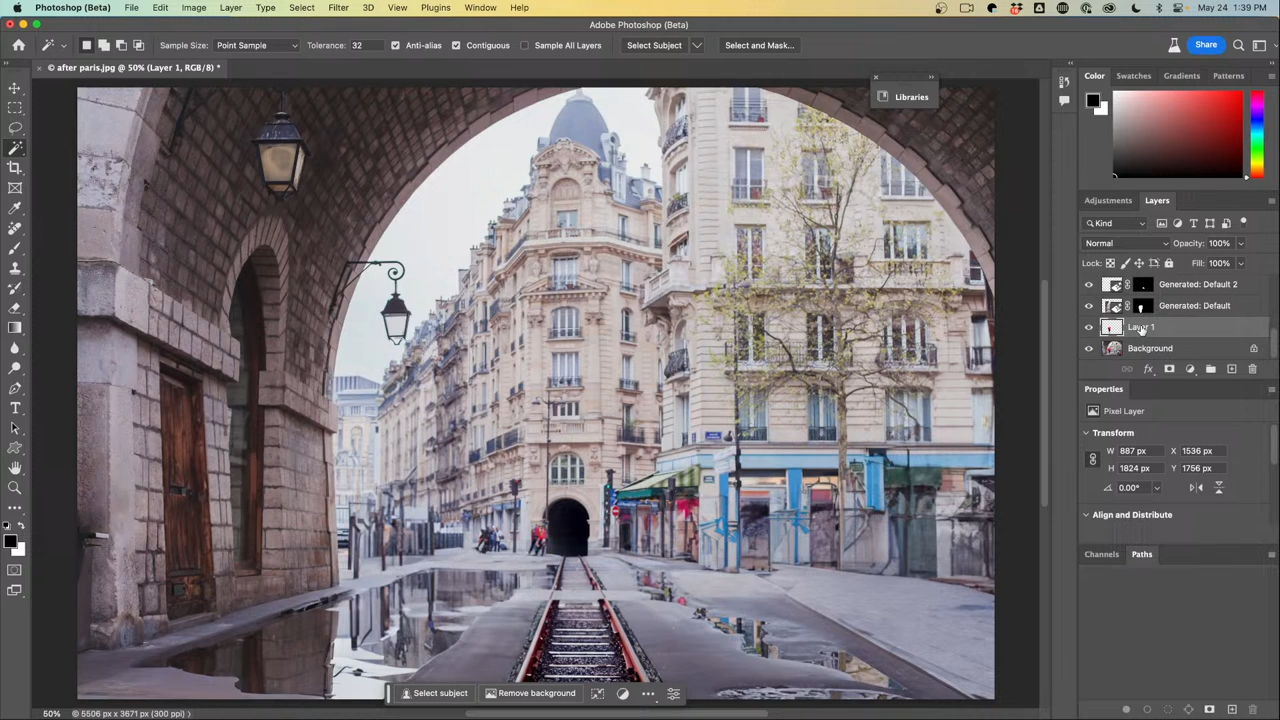 Photoshop (Beta) File Edit Image Layer Type Select Filter 3D View Plugins Window Help May 24 1:39 PM
Adobe Photoshop (Beta)
Sample Size: Point Sample Tolerance: 32 Anti-alias Contiguous Sample All Layers Select Subject Select and Mask... Share
© after paris.jpg @ 50% (Layer 1, RGB/8) *
Libraries
Color Swatches Gradients Patterns
Adjustments Layers
Kind
Normal Opacity: 100%
Lock: Fill: 100%
Generated: Default 2
Generated: Default
Layer 1
Background
Properties
Pixel Layer
Transform
W 887 px X 1536 px
H 1824 px Y 1756 px
0.00°
Align and Distribute
Channels Paths
Select subject Remove background
50% © 5506 px x 3671 px (300 ppi)